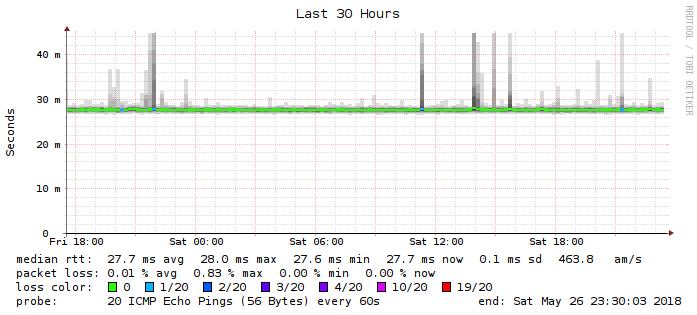 Last 30 Hours
RRDTOOL / TOBI OETIKER
Seconds
40 m
30 m
20 m
10 m
0
Fri 18:00 Sat 00:00 Sat 06:00 Sat 12:00 Sat 18:00
median rtt: 27.7 ms avg 28.0 ms max 27.6 ms min 27.7 ms now 0.1 ms sd 463.8 am/s
packet loss: 0.01 % avg 0.83 % max 0.00 % min 0.00 % now
loss color: 0 1/20 2/20 3/20 4/20 10/20 19/20
probe: 20 ICMP Echo Pings (56 Bytes) every 60s end: Sat May 26 23:30:03 2018